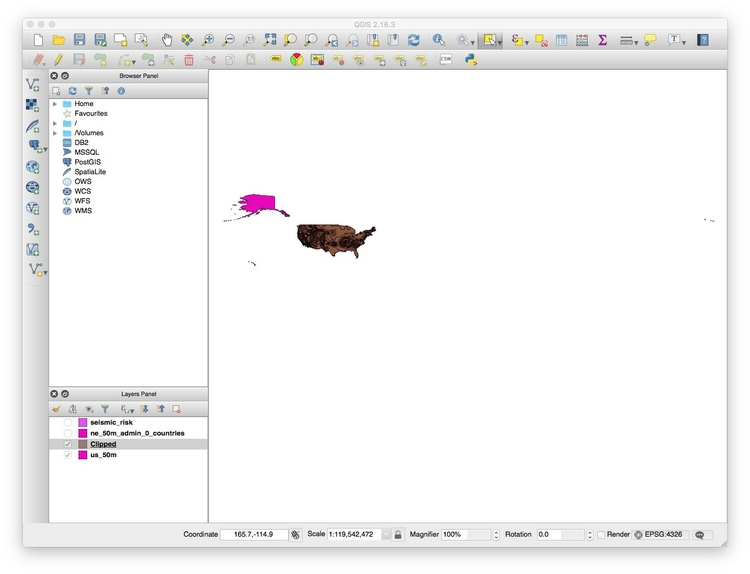 QGIS 2.16.3
Browser Panel
Home
Favourites
/
/Volumes
DB2
MSSQL
PostGIS
SpatiaLite
OWS
WCS
WFS
WMS
Layers Panel
seismic_risk
ne_50m_admin_0_countries
Clipped
us_50m
Coordinate 165.7,-114.9 Scale 1:119,542,472 Magnifier 100% Rotation 0.0 Render EPSG:4326